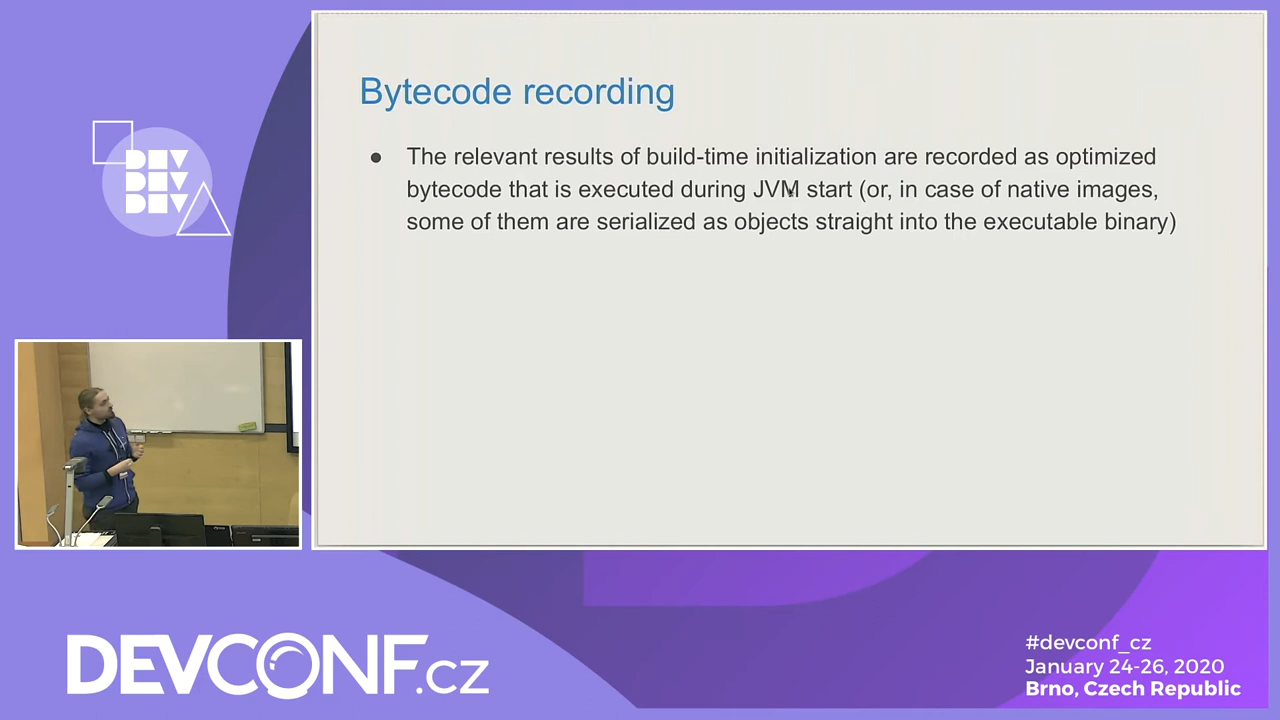 Bytecode recording
● The relevant results of build-time initialization are recorded as optimized
bytecode that is executed during JVM start (or, in case of native images,
some of them are serialized as objects straight into the executable binary)
DEV
DEV
DEV
DEVCONF.cz
#devconf_cz
January 24-26, 2020
Brno, Czech Republic